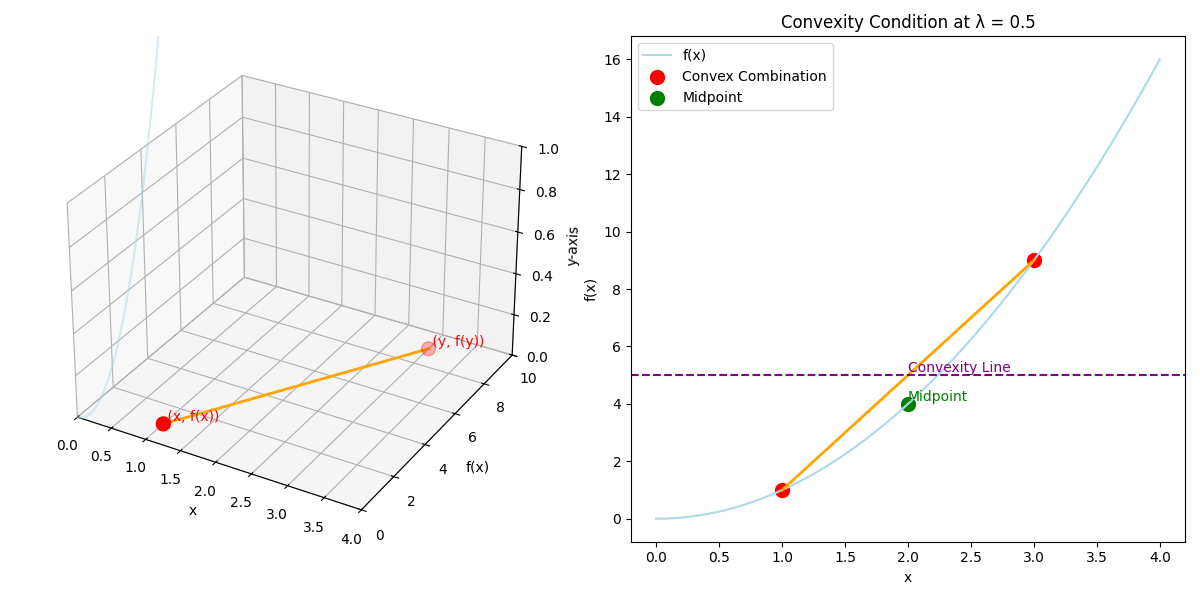 Convexity Condition at λ = 0.5
f(x)
Convex Combination
Midpoint
16
14
12
10
8
6
4
2
0
f(x)
Convexity Line
Midpoint
0.0 0.5 1.0 1.5 2.0 2.5 3.0 3.5 4.0
x
1.0
0.8
0.6
0.4
0.2
0.0
y-axis
(y, f(y))
(x, f(x))
10
8
6
4
2
0
f(x)
0.0
0.5
1.0
1.5
2.0
2.5
3.0
3.5
4.0
x